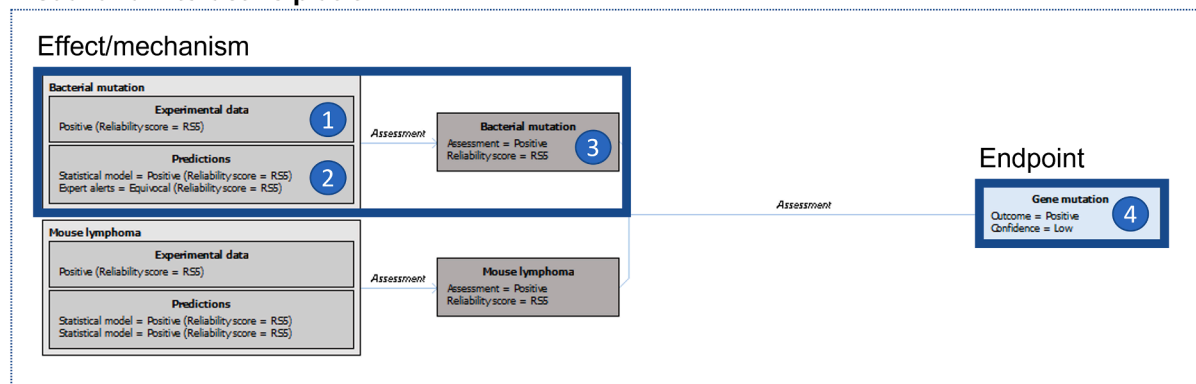 Effect/mechanism
Bacterial mutation
Experimental data
Positive (Reliability score = RS5)
1
Predictions
Statistical model = Positive (Reliability score = RS5)
Expert alerts = Equivocal (Reliability score = RS5)
2
Assessment
Bacterial mutation
Assessment = Positive
Reliability score = RS5
3
Mouse lymphoma
Experimental data
Positive (Reliability score = RS5)
Predictions
Statistical model = Positive (Reliability score = RS5)
Statistical model = Positive (Reliability score = RS5)
Assessment
Mouse lymphoma
Assessment = Positive
Reliability score = RS5
Assessment
Endpoint
Gene mutation
Outcome = Positive
Confidence = Low
4